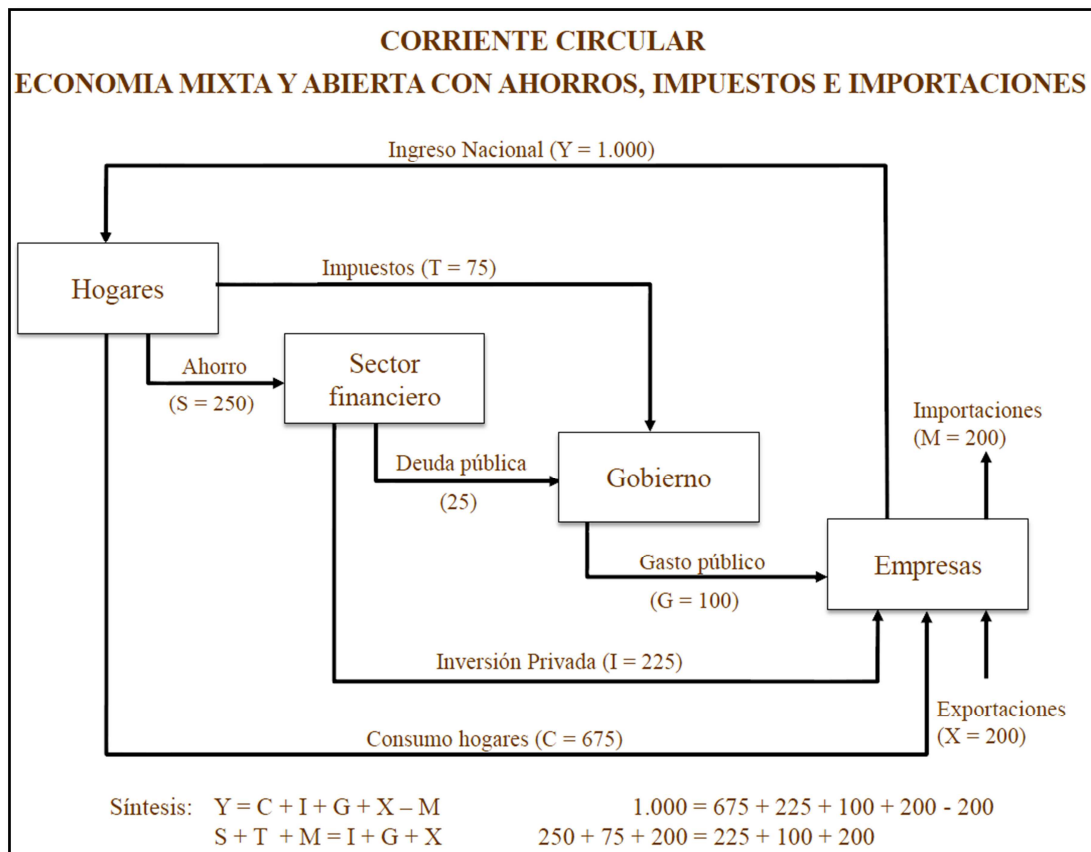 CORRIENTE CIRCULAR
ECONOMIA MIXTA Y ABIERTA CON AHORROS, IMPUESTOS E IMPORTACIONES
Ingreso Nacional (Y = 1.000)
Hogares
Impuestos (T = 75)
Ahorro
(S = 250)
Sector
financiero
Importaciones
(M = 200)
Deuda pública
(25)
Gobierno
Gasto público
(G = 100)
Empresas
Inversión Privada (I = 225)
Exportaciones
(X = 200)
Consumo hogares (C = 675)
Síntesis: Y = C + I + G + X – M 1.000 = 675 + 225 + 100 + 200 - 200
S + T + M = I + G + X 250 + 75 + 200 = 225 + 100 + 200